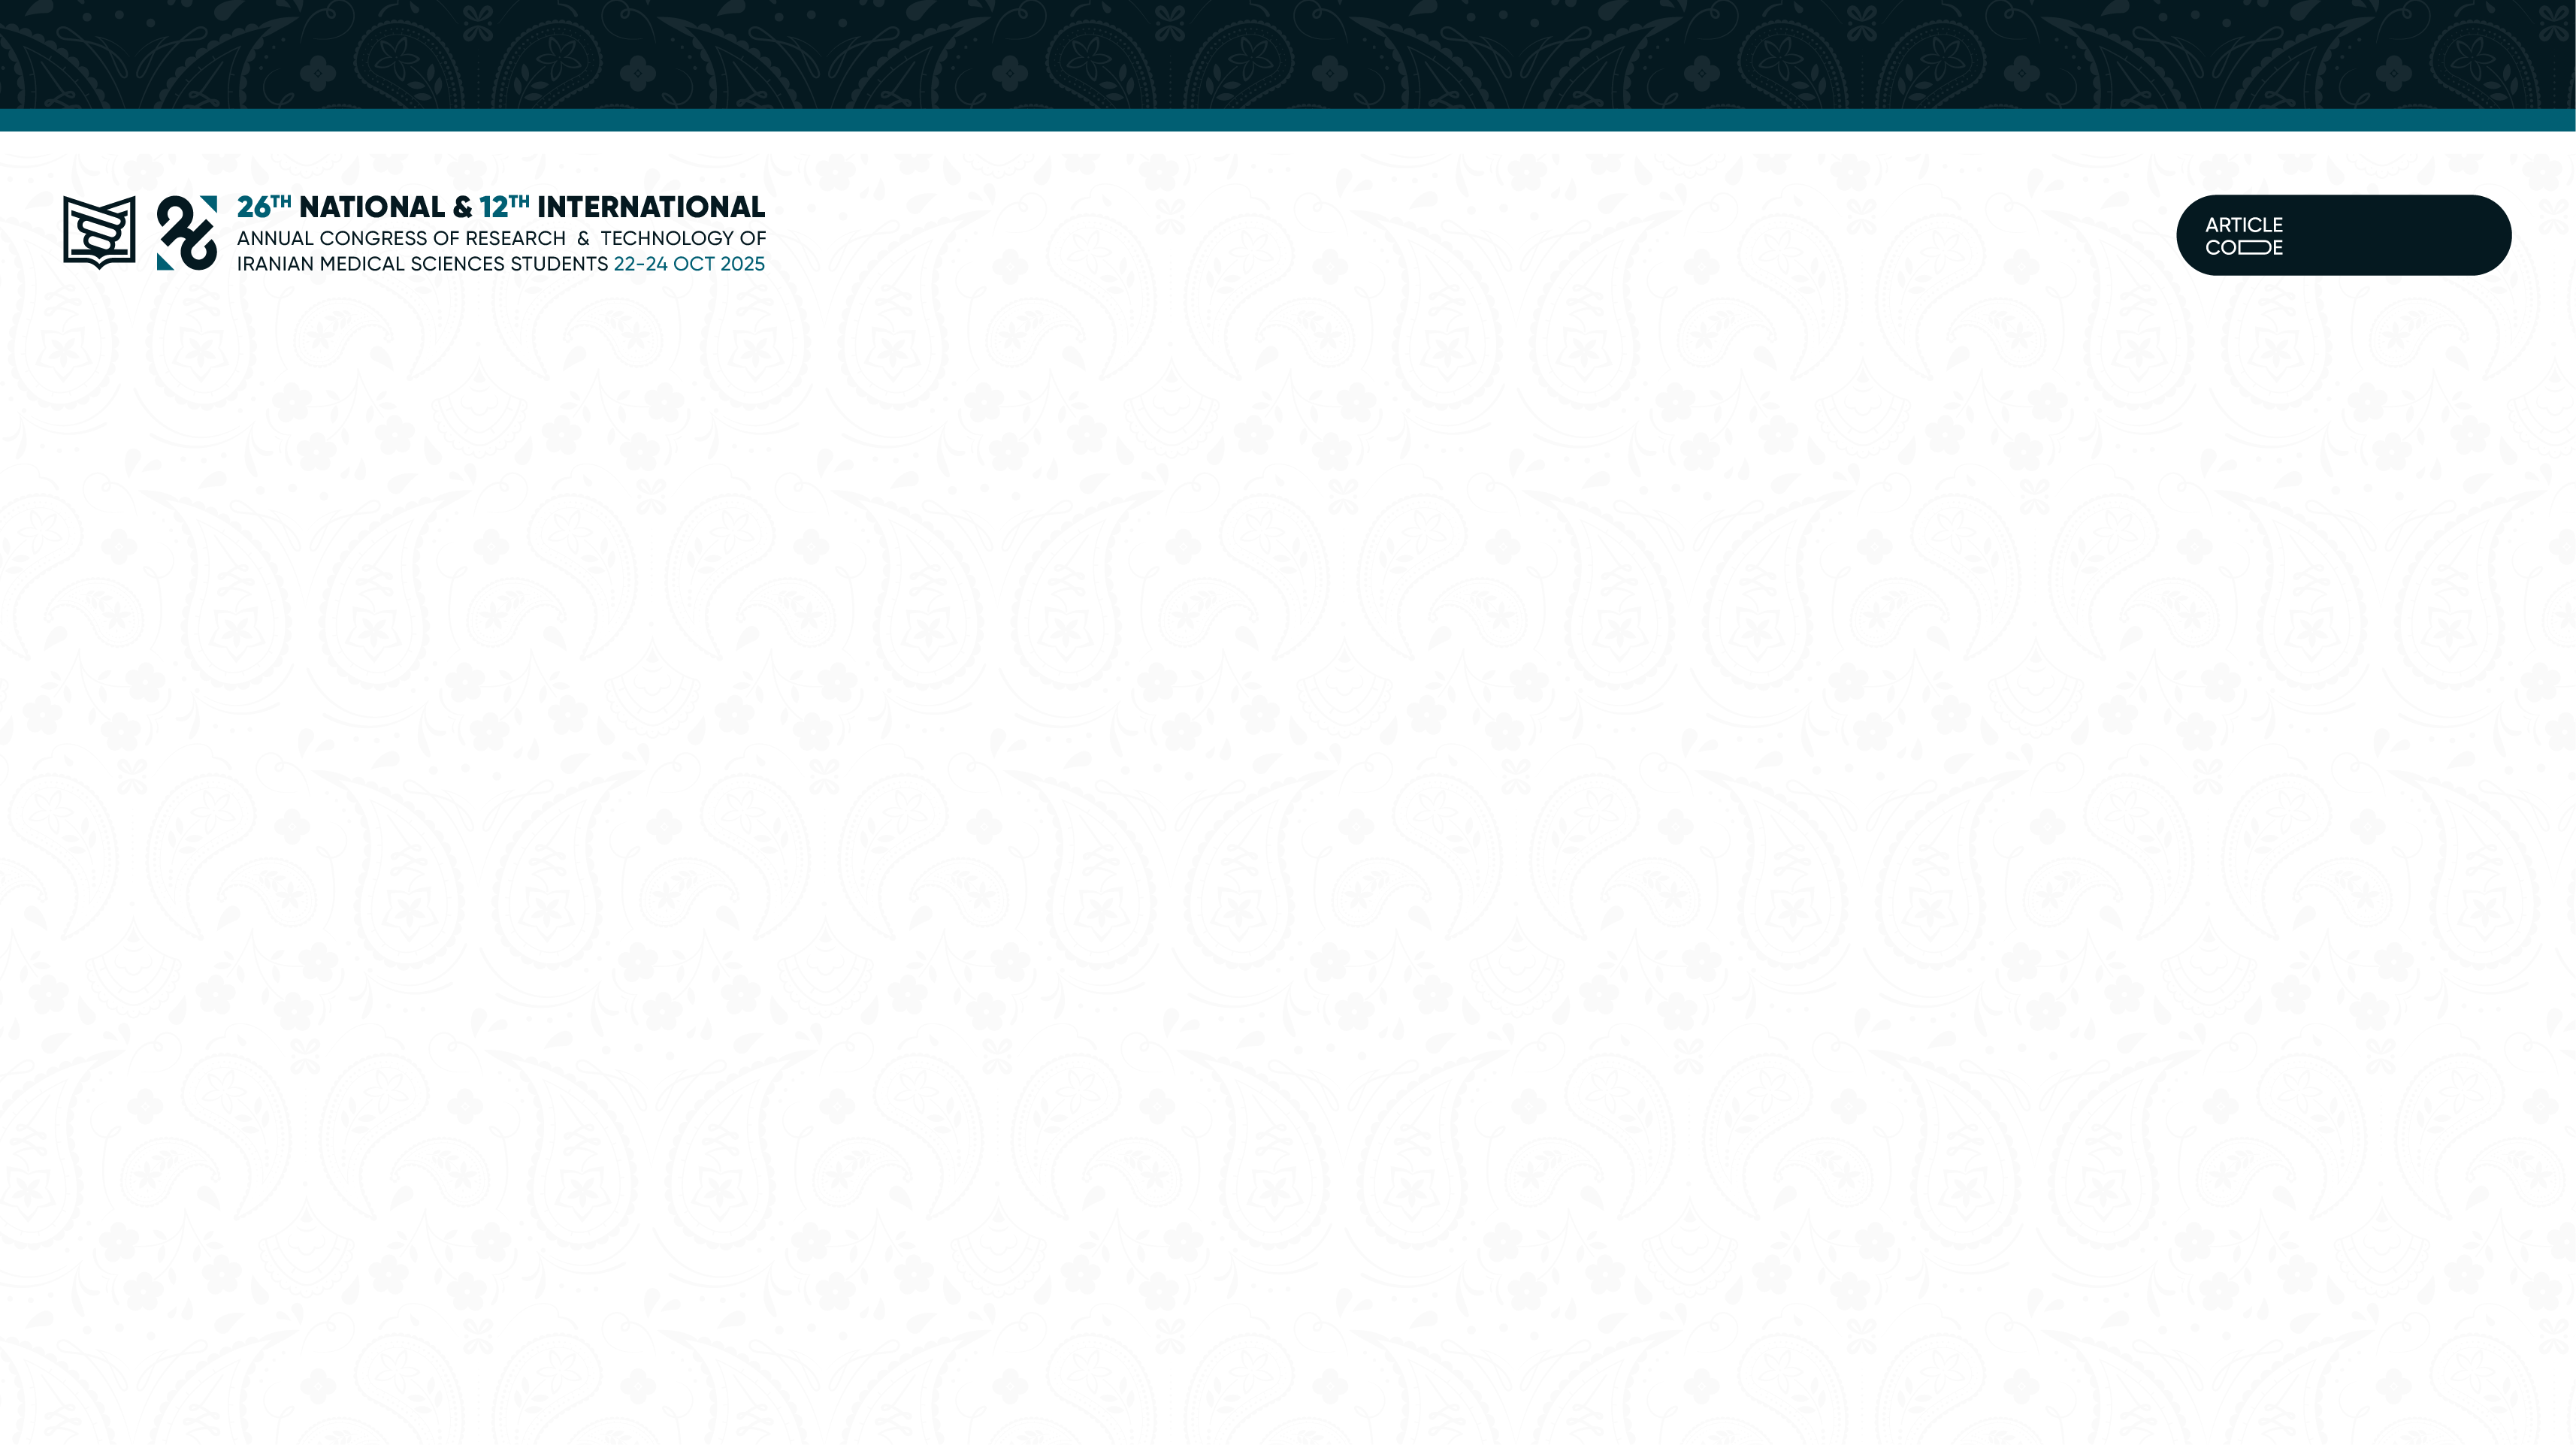 26TH NATIONAL & 12TH INTERNATIONAL
ANNUAL CONGRESS OF RESEARCH & TECHNOLOGY OF
IRANIAN MEDICAL SCIENCES STUDENTS 22-24 OCT 2025
ARTICLE
CODE